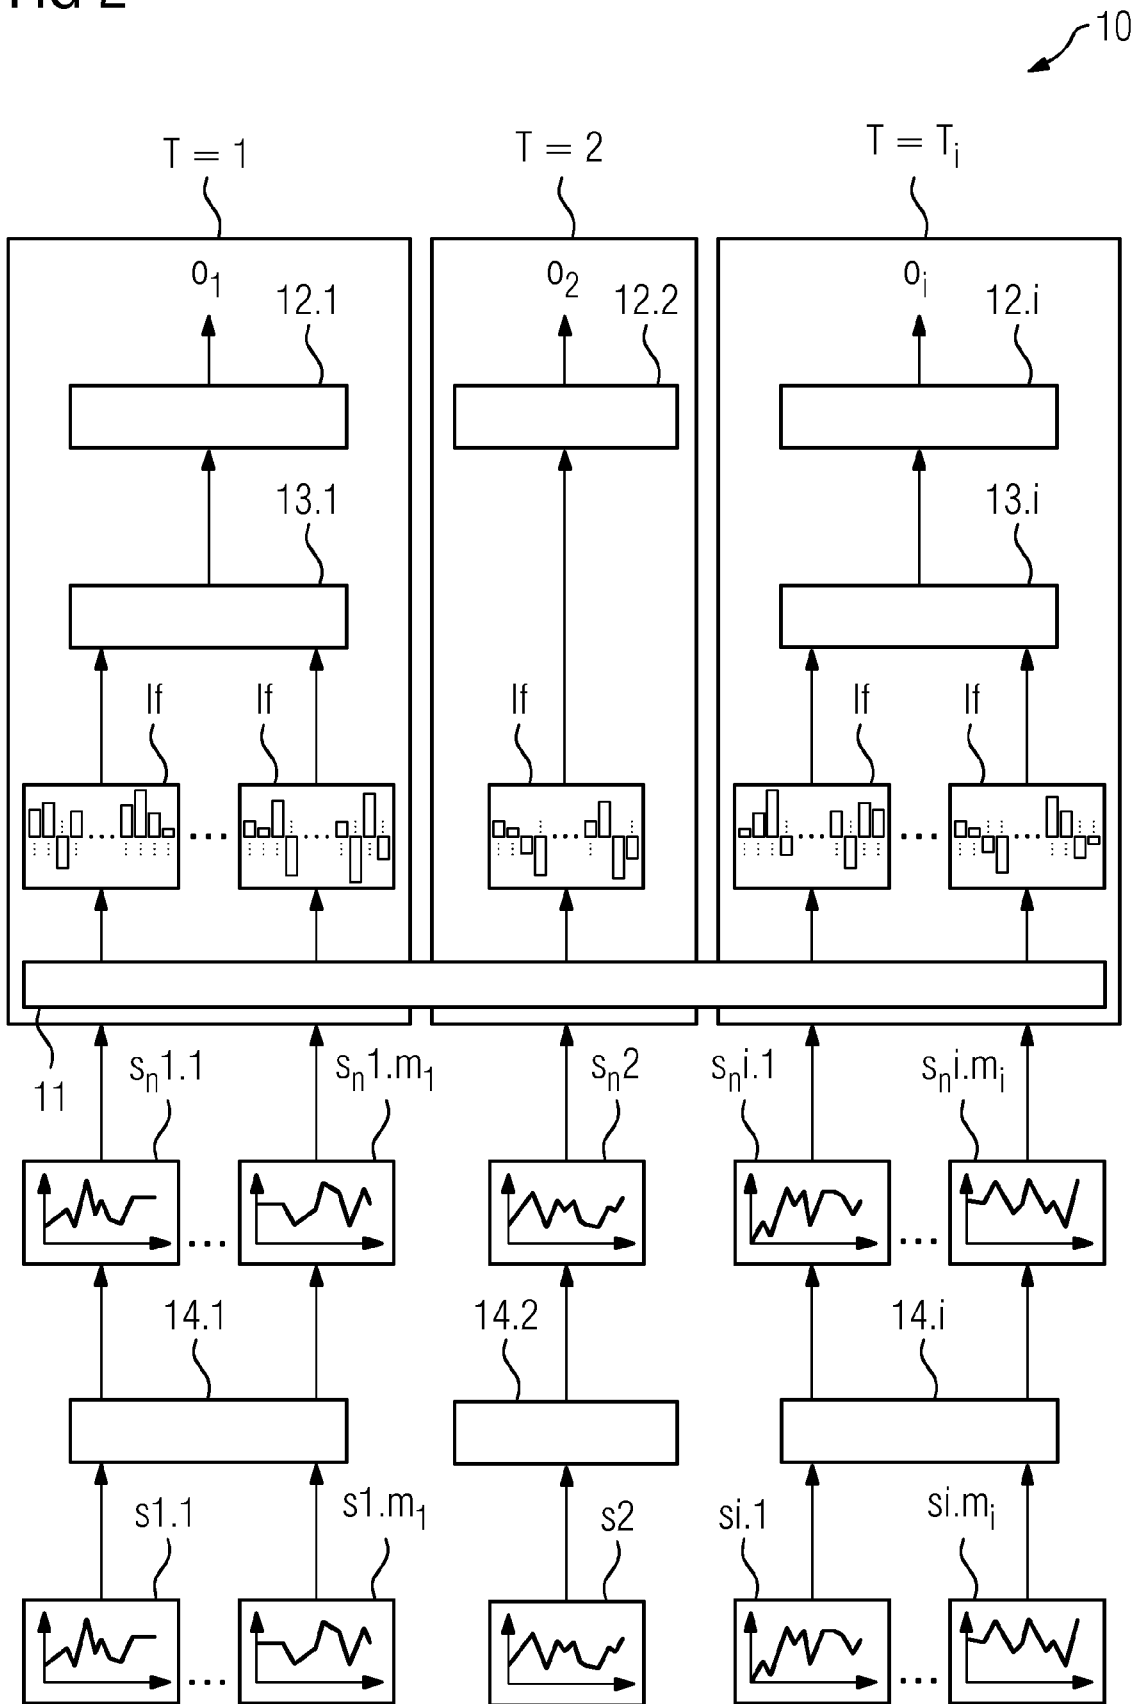 FIG 2
10
T = 1 T = 2 T = Tᵢ
o₁ o₂ oᵢ
12.1 12.2 12.i
13.1 13.i
lf lf lf lf lf
... ...
11 sₙ1.1 sₙ1.m₁ sₙ2 sₙi.1 sₙi.mᵢ
... ...
14.1 14.2 14.i
s1.1 s1.m₁ s2 si.1 si.mᵢ
... ...